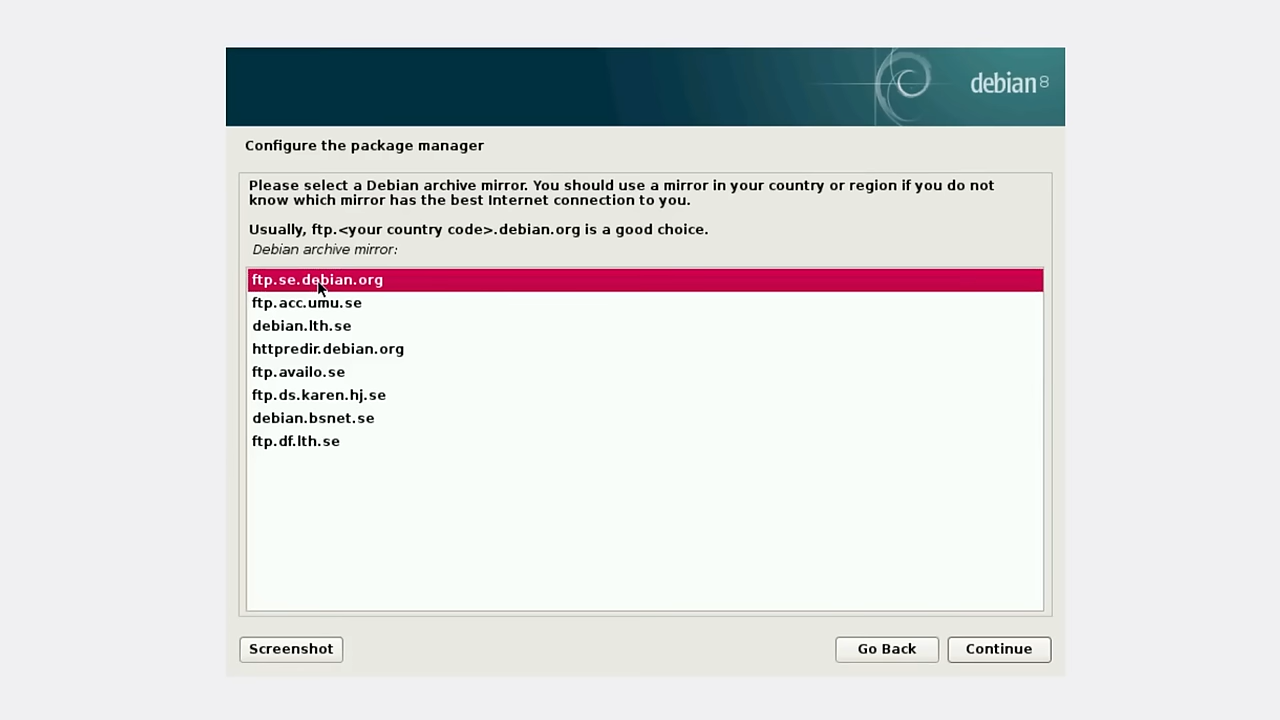 debian 8
Configure the package manager
Please select a Debian archive mirror. You should use a mirror in your country or region if you do not
know which mirror has the best Internet connection to you.
Usually, ftp.<your country code>.debian.org is a good choice.
Debian archive mirror:
ftp.se.debian.org
ftp.acc.umu.se
debian.lth.se
httpredir.debian.org
ftp.availo.se
ftp.ds.karen.hj.se
debian.bsnet.se
ftp.df.lth.se
Screenshot
Go Back
Continue